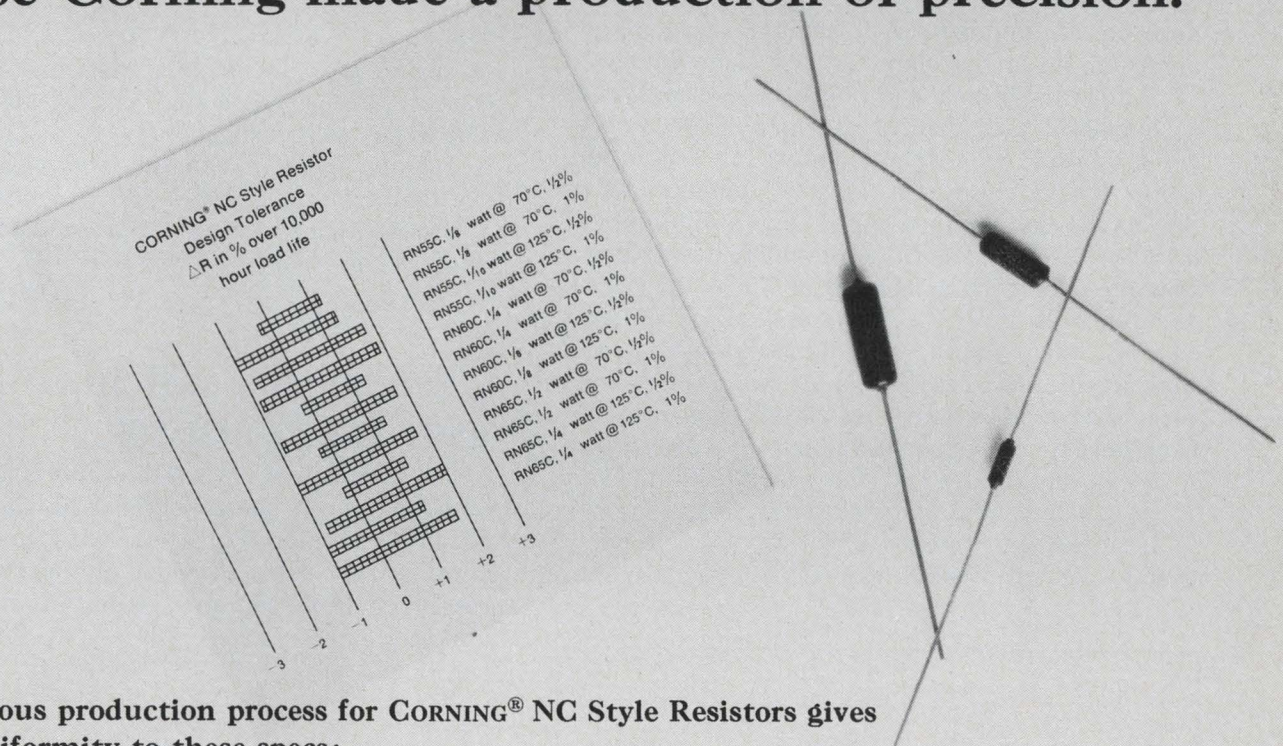 Corning made a production of precision.
CORNING® NC Style Resistor
Design Tolerance
△R in % over 10,000
hour load life
RN55C, ⅛ watt @ 70°C, ½%
RN55C, ⅛ watt @ 70°C, 1%
RN55C, ⅒ watt @ 125°C, ½%
RN55C, ⅒ watt @ 125°C, 1%
RN60C, ¼ watt @ 70°C, ½%
RN60C, ¼ watt @ 70°C, 1%
RN60C, ⅛ watt @ 125°C, ½%
RN60C, ⅛ watt @ 125°C, 1%
RN65C, ½ watt @ 70°C, ½%
RN65C, ½ watt @ 70°C, 1%
RN65C, ¼ watt @ 125°C, ½%
RN65C, ¼ watt @ 125°C, 1%
-3 -2 -1 0 +1 +2 +3
ous production process for CORNING® NC Style Resistors gives
iformity to these specs: